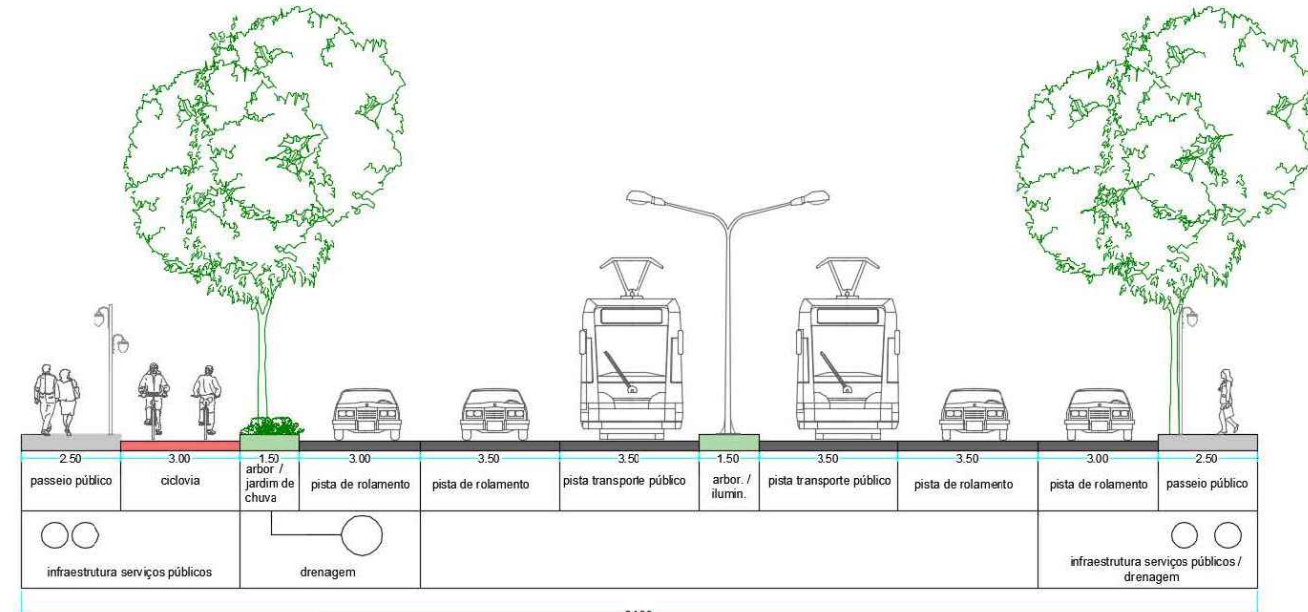 2.50 3.00 1.50 3.00 3.50 3.50 1.50 3.50 3.50 3.00 2.50
passeio público
ciclovia
arbor /
jardim de
chuva
pista de rolamento
pista de rolamento
pista transporte público
arbor. /
ilumin.
pista transporte público
pista de rolamento
pista de rolamento
passeio público
infraestrutura serviços públicos
drenagem
infraestrutura serviços públicos /
drenagem